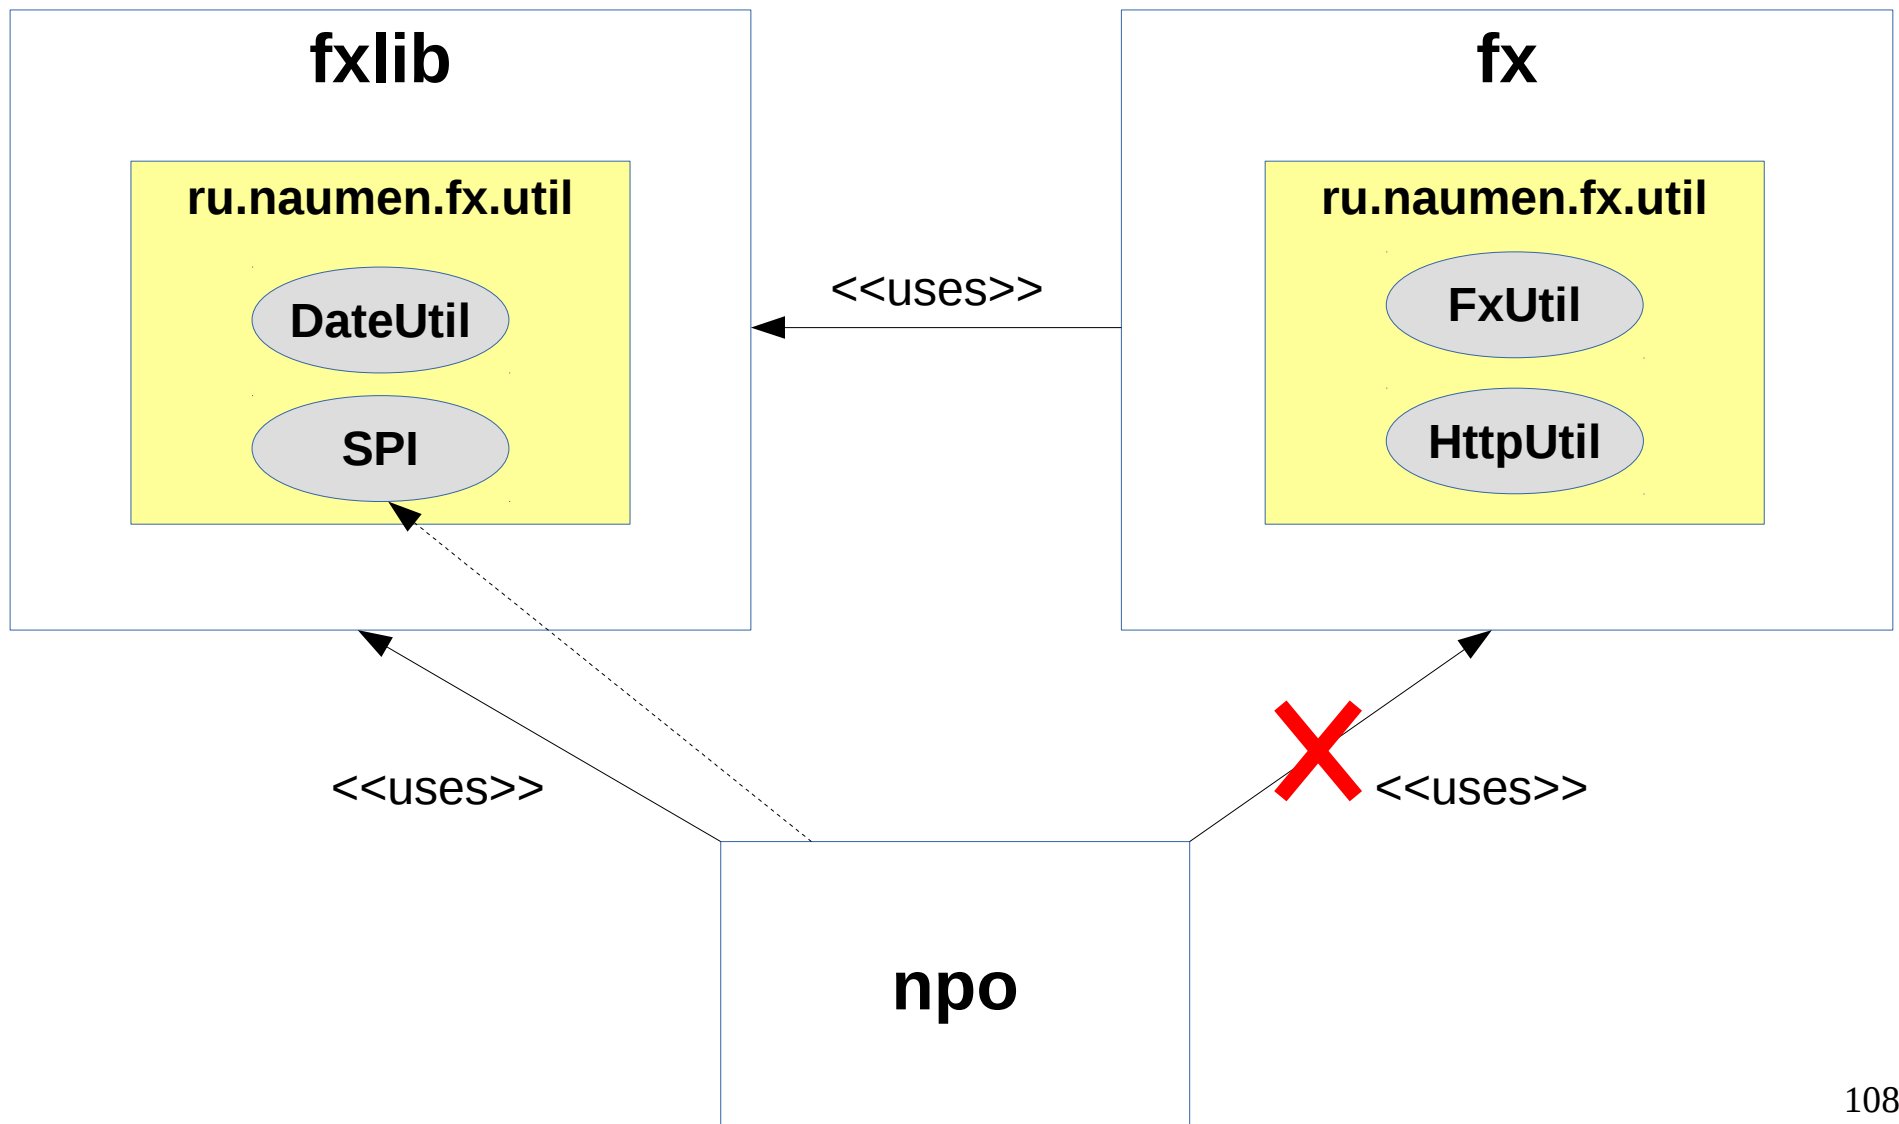 fxlib
ru.naumen.fx.util
DateUtil
SPI
<<uses>>
fx
ru.naumen.fx.util
FxUtil
HttpUtil
<<uses>>
<<uses>>
npo
108